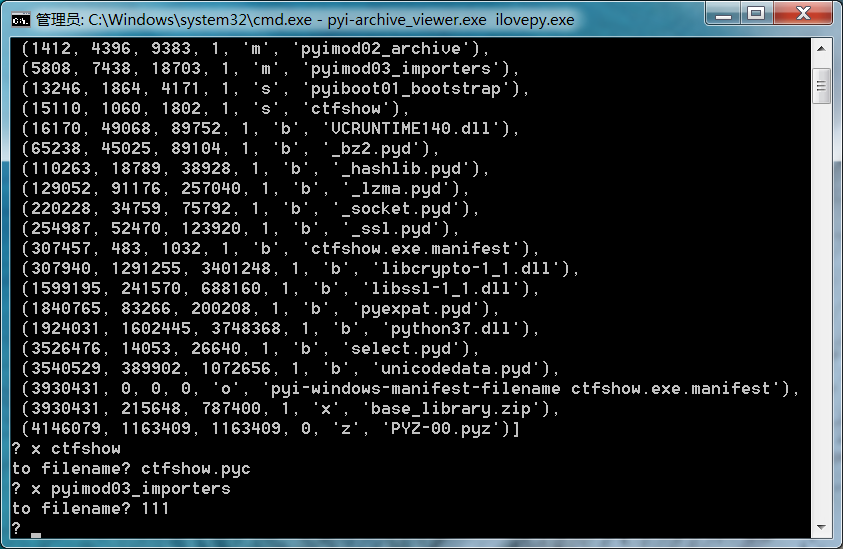 管理员: C:\Windows\system32\cmd.exe - pyi-archive_viewer.exe  ilovepy.exe
(1412, 4396, 9383, 1, 'm', 'pyimod02_archive'),
(5808, 7438, 18703, 1, 'm', 'pyimod03_importers'),
(13246, 1864, 4171, 1, 's', 'pyiboot01_bootstrap'),
(15110, 1060, 1802, 1, 's', 'ctfshow'),
(16170, 49068, 89752, 1, 'b', 'VCRUNTIME140.dll'),
(65238, 45025, 89104, 1, 'b', '_bz2.pyd'),
(110263, 18789, 38928, 1, 'b', '_hashlib.pyd'),
(129052, 91176, 257040, 1, 'b', '_lzma.pyd'),
(220228, 34759, 75792, 1, 'b', '_socket.pyd'),
(254987, 52470, 123920, 1, 'b', '_ssl.pyd'),
(307457, 483, 1032, 1, 'b', 'ctfshow.exe.manifest'),
(307940, 1291255, 3401248, 1, 'b', 'libcrypto-1_1.dll'),
(1599195, 241570, 688160, 1, 'b', 'libssl-1_1.dll'),
(1840765, 83266, 200208, 1, 'b', 'pyexpat.pyd'),
(1924031, 1602445, 3748368, 1, 'b', 'python37.dll'),
(3526476, 14053, 26640, 1, 'b', 'select.pyd'),
(3540529, 389902, 1072656, 1, 'b', 'unicodedata.pyd'),
(3930431, 0, 0, 0, 'o', 'pyi-windows-manifest-filename ctfshow.exe.manifest'),
(3930431, 215648, 787400, 1, 'x', 'base_library.zip'),
(4146079, 1163409, 1163409, 0, 'z', 'PYZ-00.pyz')]
? x ctfshow
to filename? ctfshow.pyc
? x pyimod03_importers
to filename? 111
? _